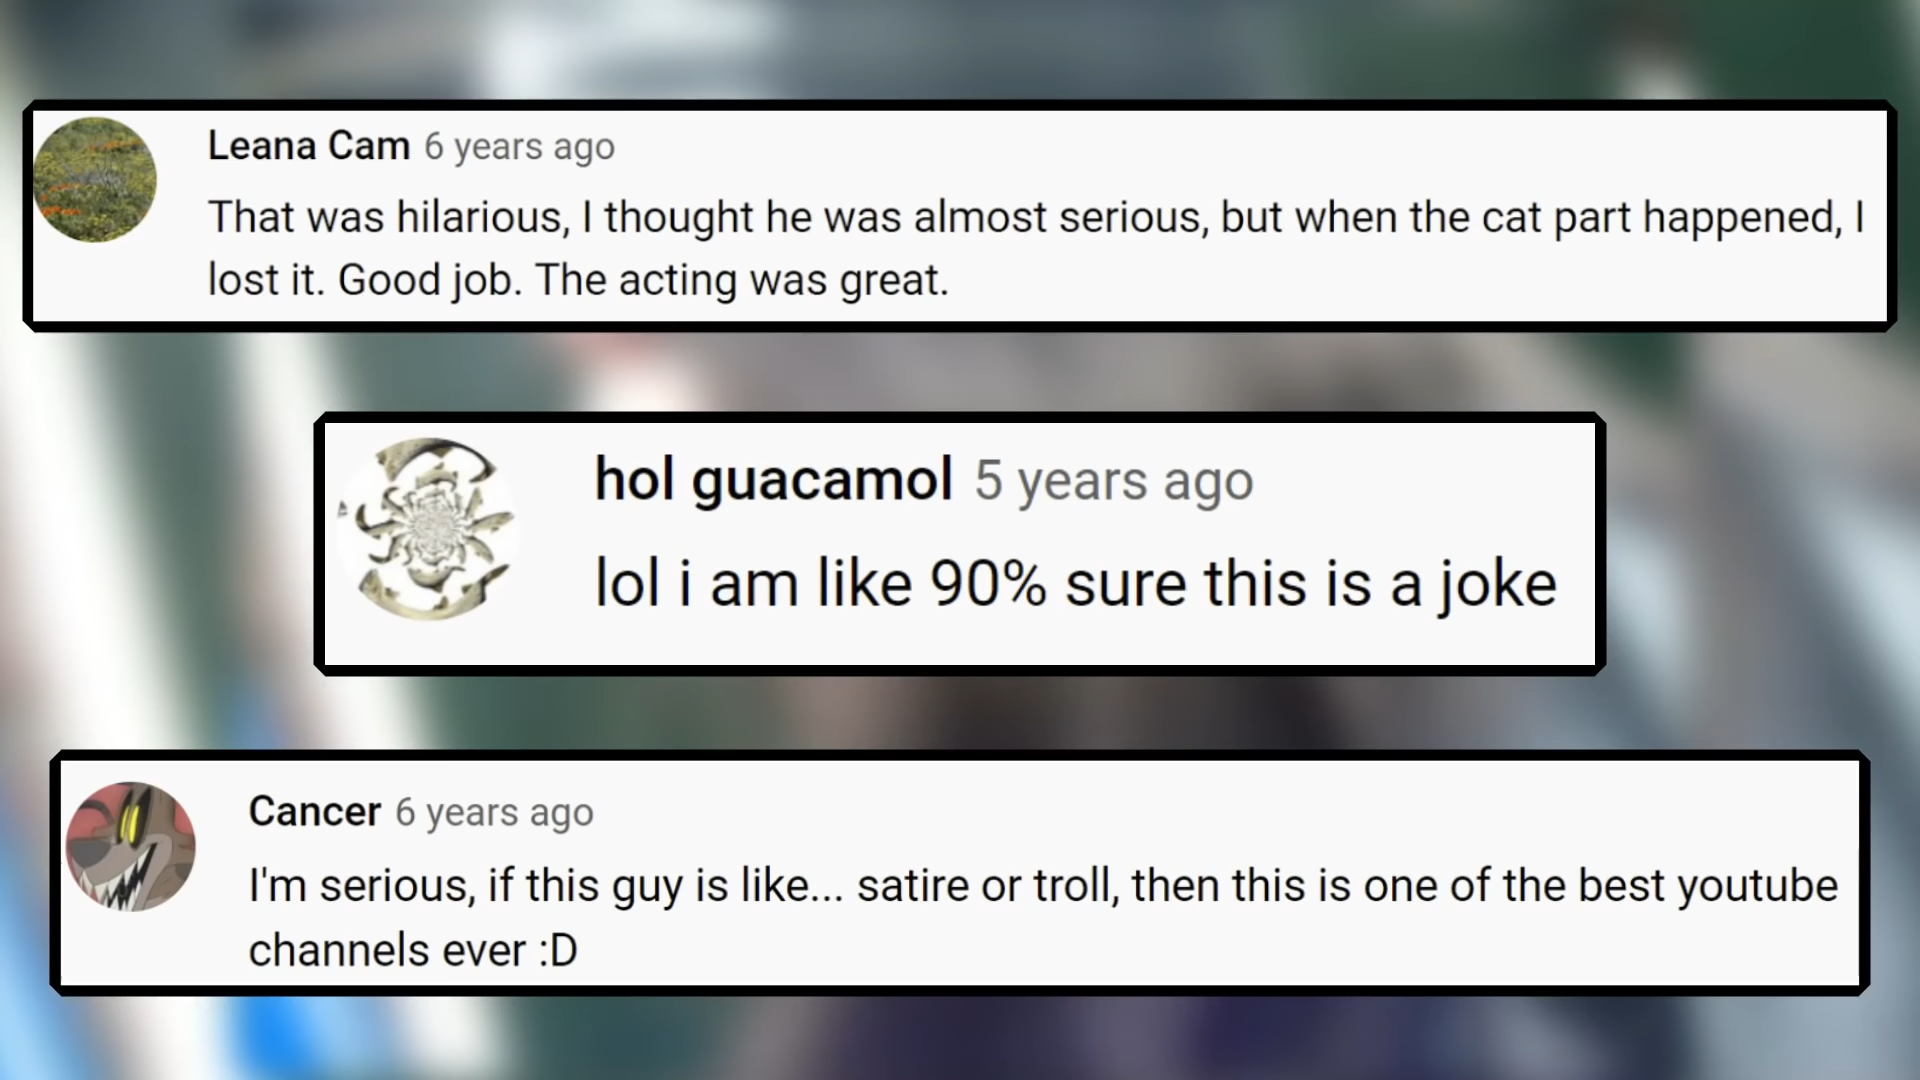 Leana Cam 6 years ago
That was hilarious, I thought he was almost serious, but when the cat part happened, I
lost it. Good job. The acting was great.
hol guacamol 5 years ago
lol i am like 90% sure this is a joke
Cancer 6 years ago
I'm serious, if this guy is like... satire or troll, then this is one of the best youtube
channels ever :D